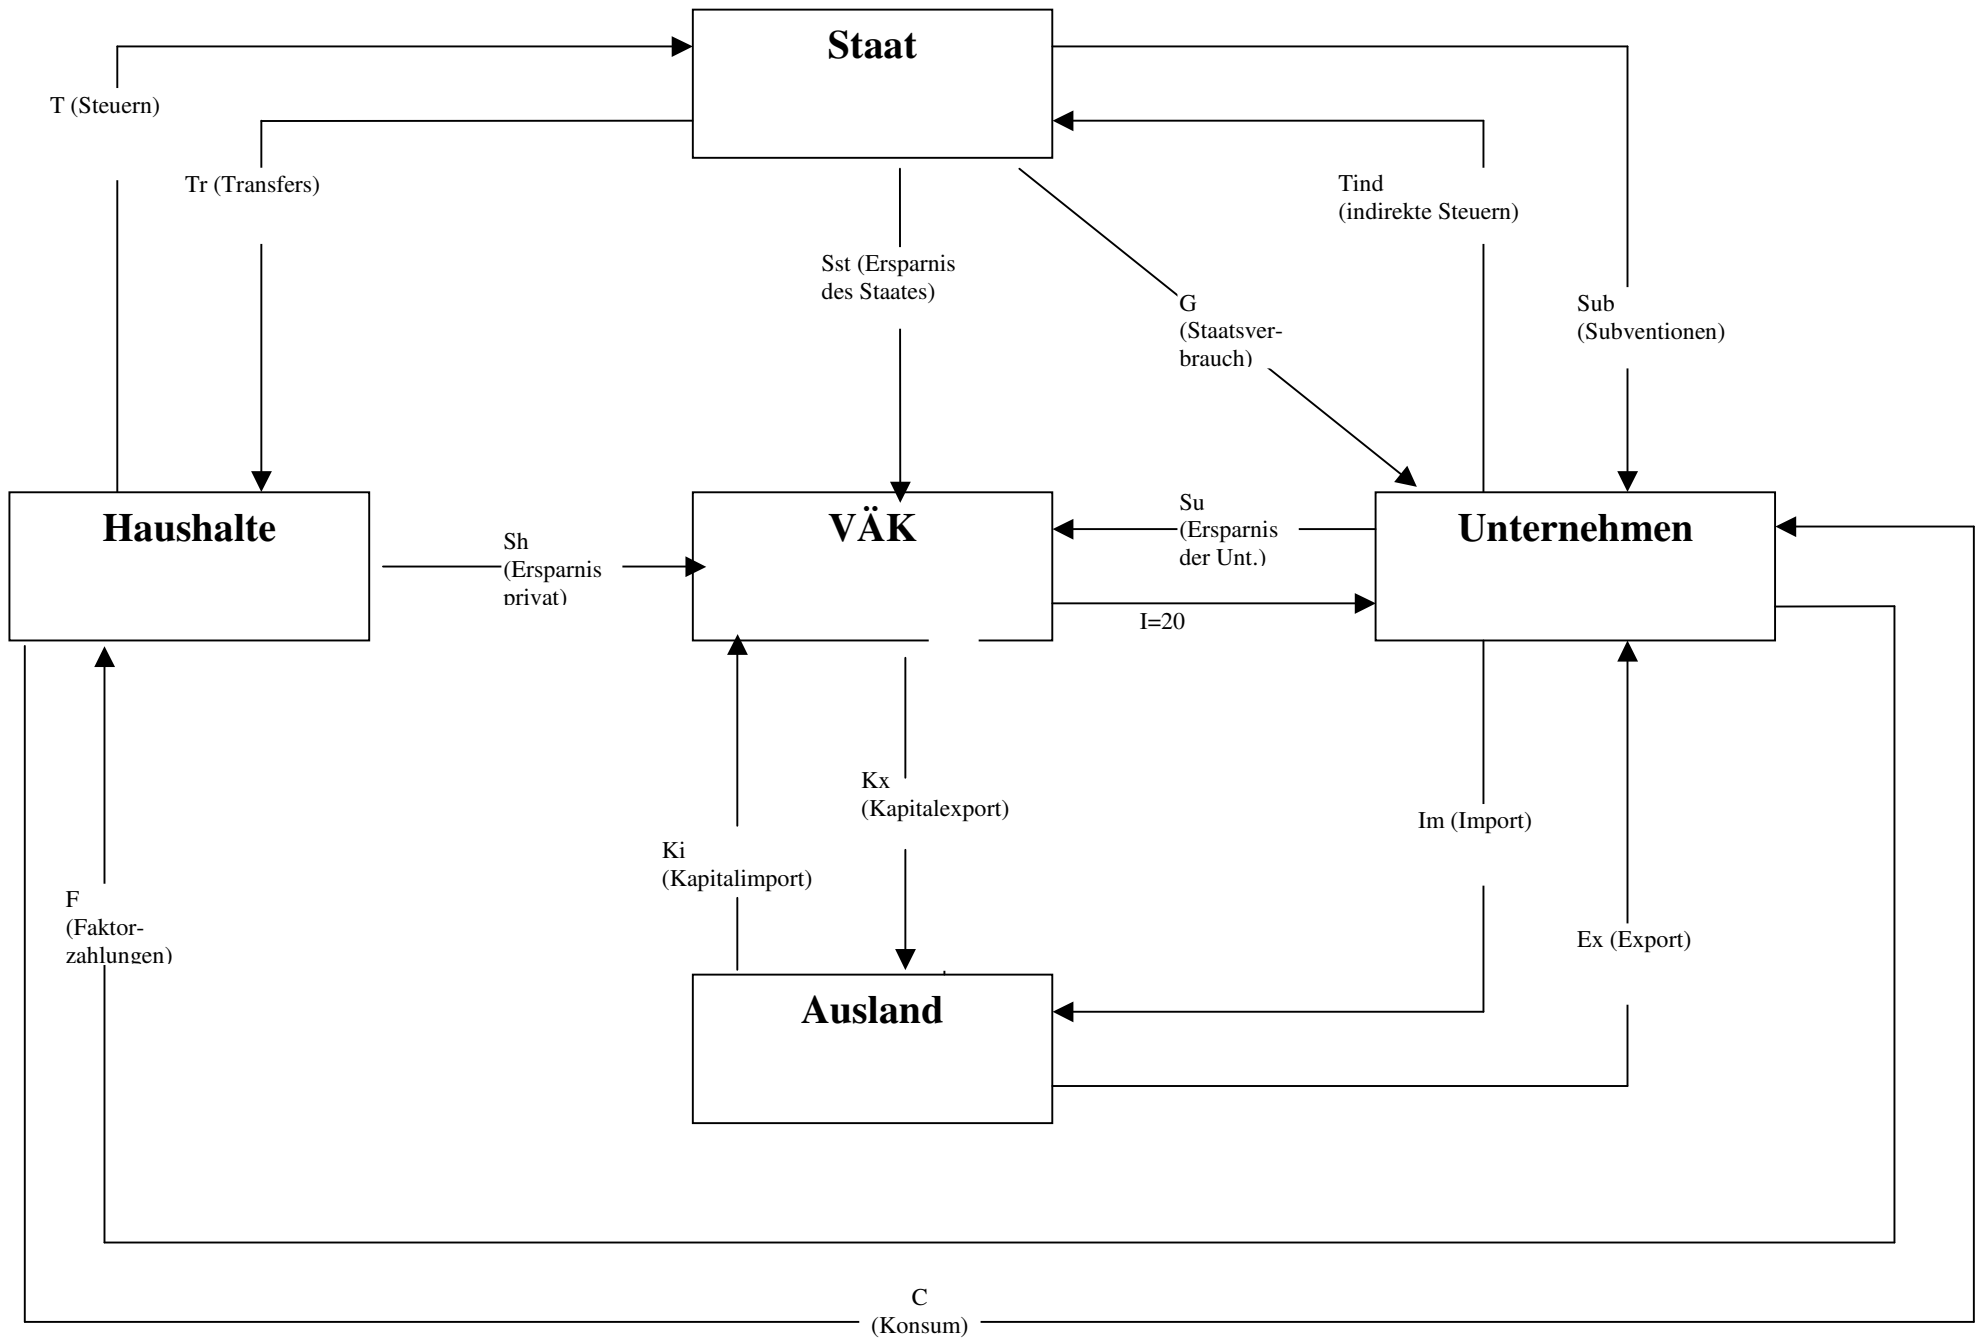 Staat
T (Steuern)
Tr (Transfers)
Tind
(indirekte Steuern)
Sst (Ersparnis
des Staates)
G
(Staatsver-
brauch)
Sub
(Subventionen)
Haushalte
Sh
(Ersparnis
privat)
VÄK
Su
(Ersparnis
der Unt.)
I=20
Unternehmen
Kx
(Kapitalexport)
Ki
(Kapitalimport)
Im (Import)
F
(Faktor-
zahlungen)
Ex (Export)
Ausland
C
(Konsum)